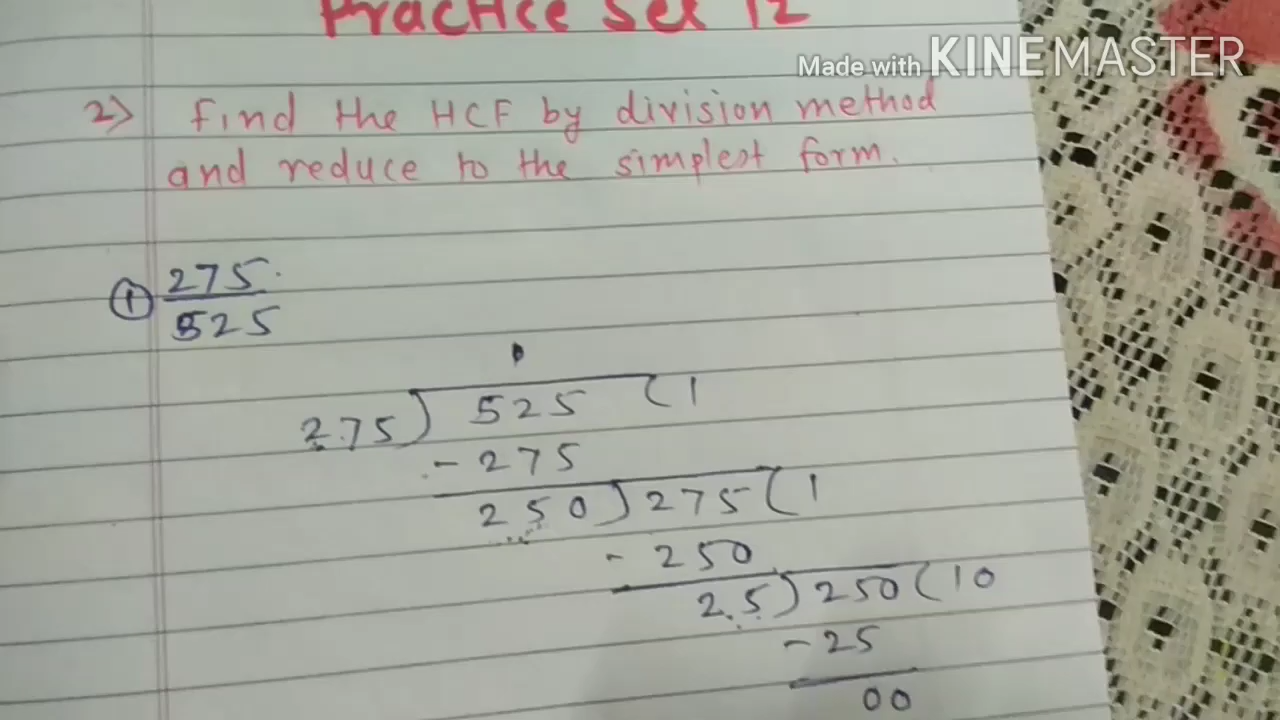 Practice Set 12
Made with KINEMASTER
2) Find the HCF by division method
and reduce to the simplest form.
① 275
525
275 ) 525 ( 1
- 275
250 ) 275 ( 1
- 250
25 ) 250 ( 10
- 25
00